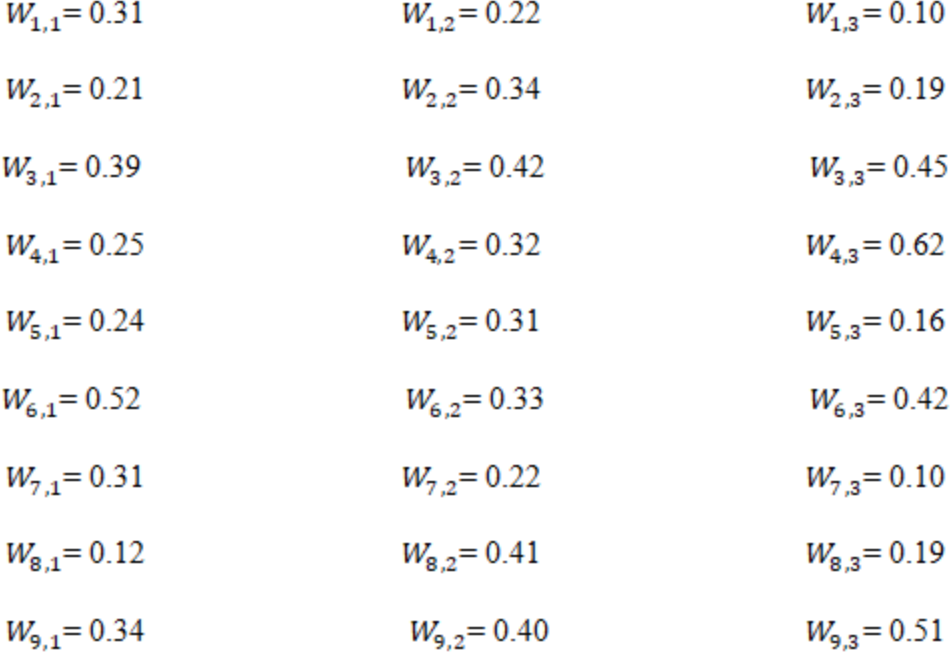 W1,1= 0.31 W1,2= 0.22 W1,3= 0.10
W2,1= 0.21 W2,2= 0.34 W2,3= 0.19
W3,1= 0.39 W3,2= 0.42 W3,3= 0.45
W4,1= 0.25 W4,2= 0.32 W4,3= 0.62
W5,1= 0.24 W5,2= 0.31 W5,3= 0.16
W6,1= 0.52 W6,2= 0.33 W6,3= 0.42
W7,1= 0.31 W7,2= 0.22 W7,3= 0.10
W8,1= 0.12 W8,2= 0.41 W8,3= 0.19
W9,1= 0.34 W9,2= 0.40 W9,3= 0.51